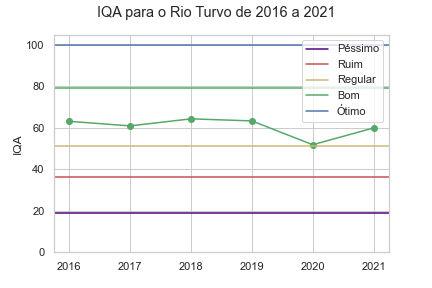 IQA para o Rio Turvo de 2016 a 2021
100
80
60
40
20
0
IQA
Péssimo
Ruim
Regular
Bom
Ótimo
2016 2017 2018 2019 2020 2021